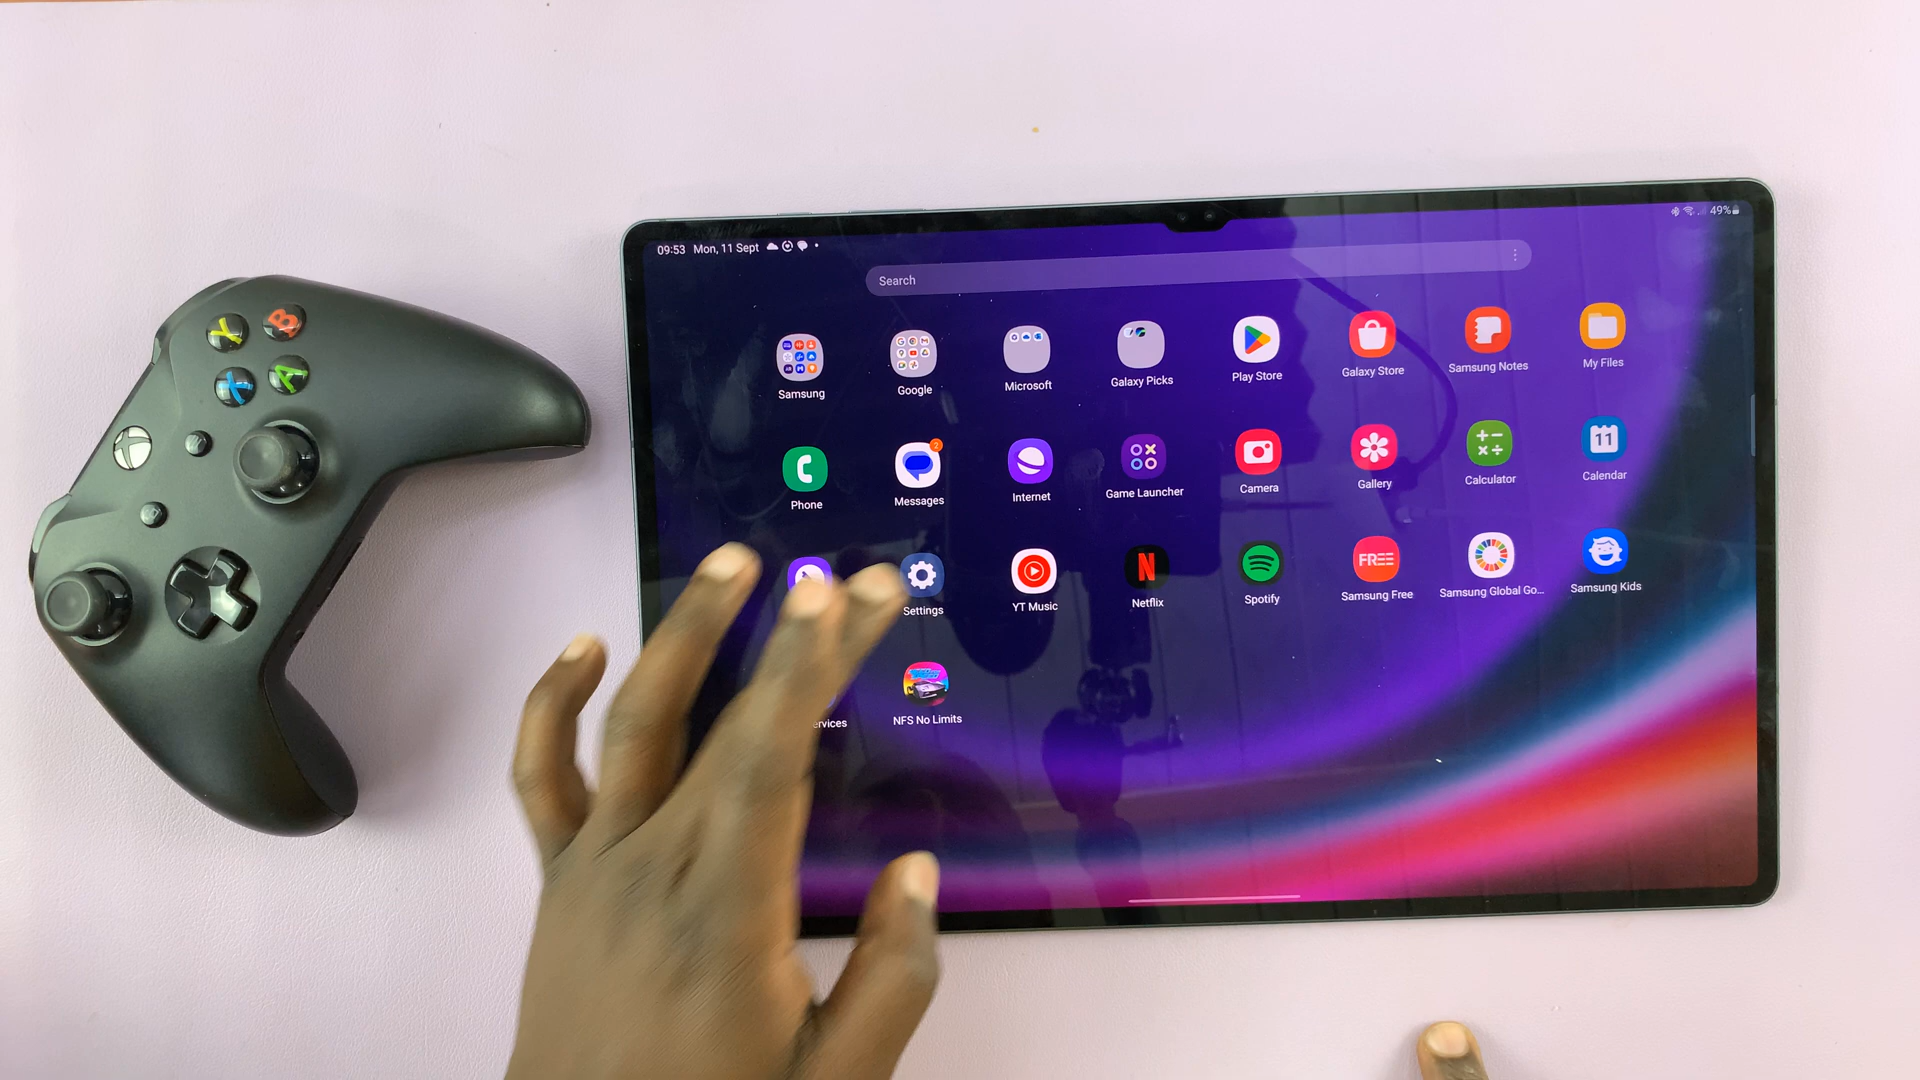 09:53 Mon, 11 Sept
49%
Search
Samsung
Google
Microsoft
Galaxy Picks
Play Store
Galaxy Store
Samsung Notes
My Files
Phone
2
Messages
Internet
Game Launcher
Camera
Gallery
Calculator
11
Calendar
Settings
YT Music
N
Netflix
Spotify
FREE
Samsung Free
Samsung Global Go...
Samsung Kids
ervices
NFS No Limits
Y
B
X
A